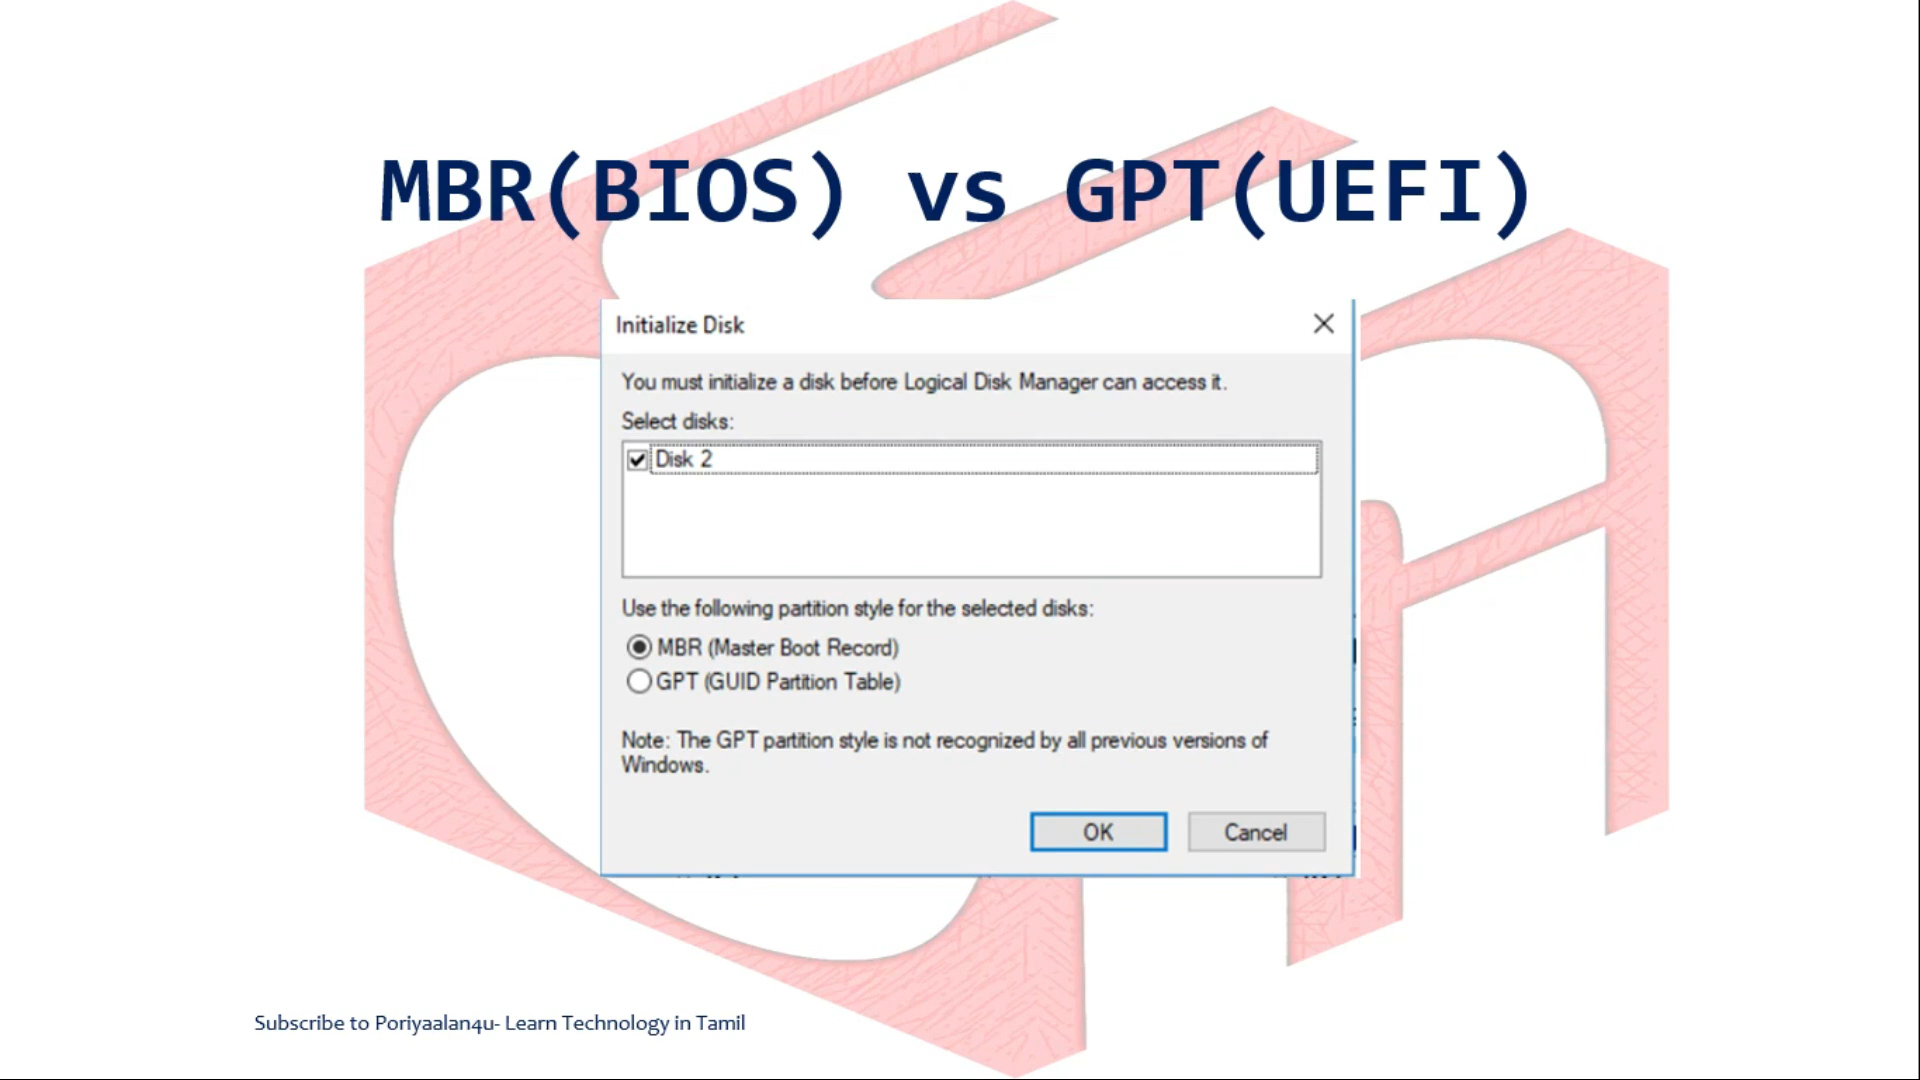 MBR(BIOS) vs GPT(UEFI)
Initialize Disk
You must initialize a disk before Logical Disk Manager can access it.
Select disks:
Disk 2
Use the following partition style for the selected disks:
MBR (Master Boot Record)
GPT (GUID Partition Table)
Note: The GPT partition style is not recognized by all previous versions of
Windows.
OK
Cancel
Subscribe to Poriyaalan4u- Learn Technology in Tamil